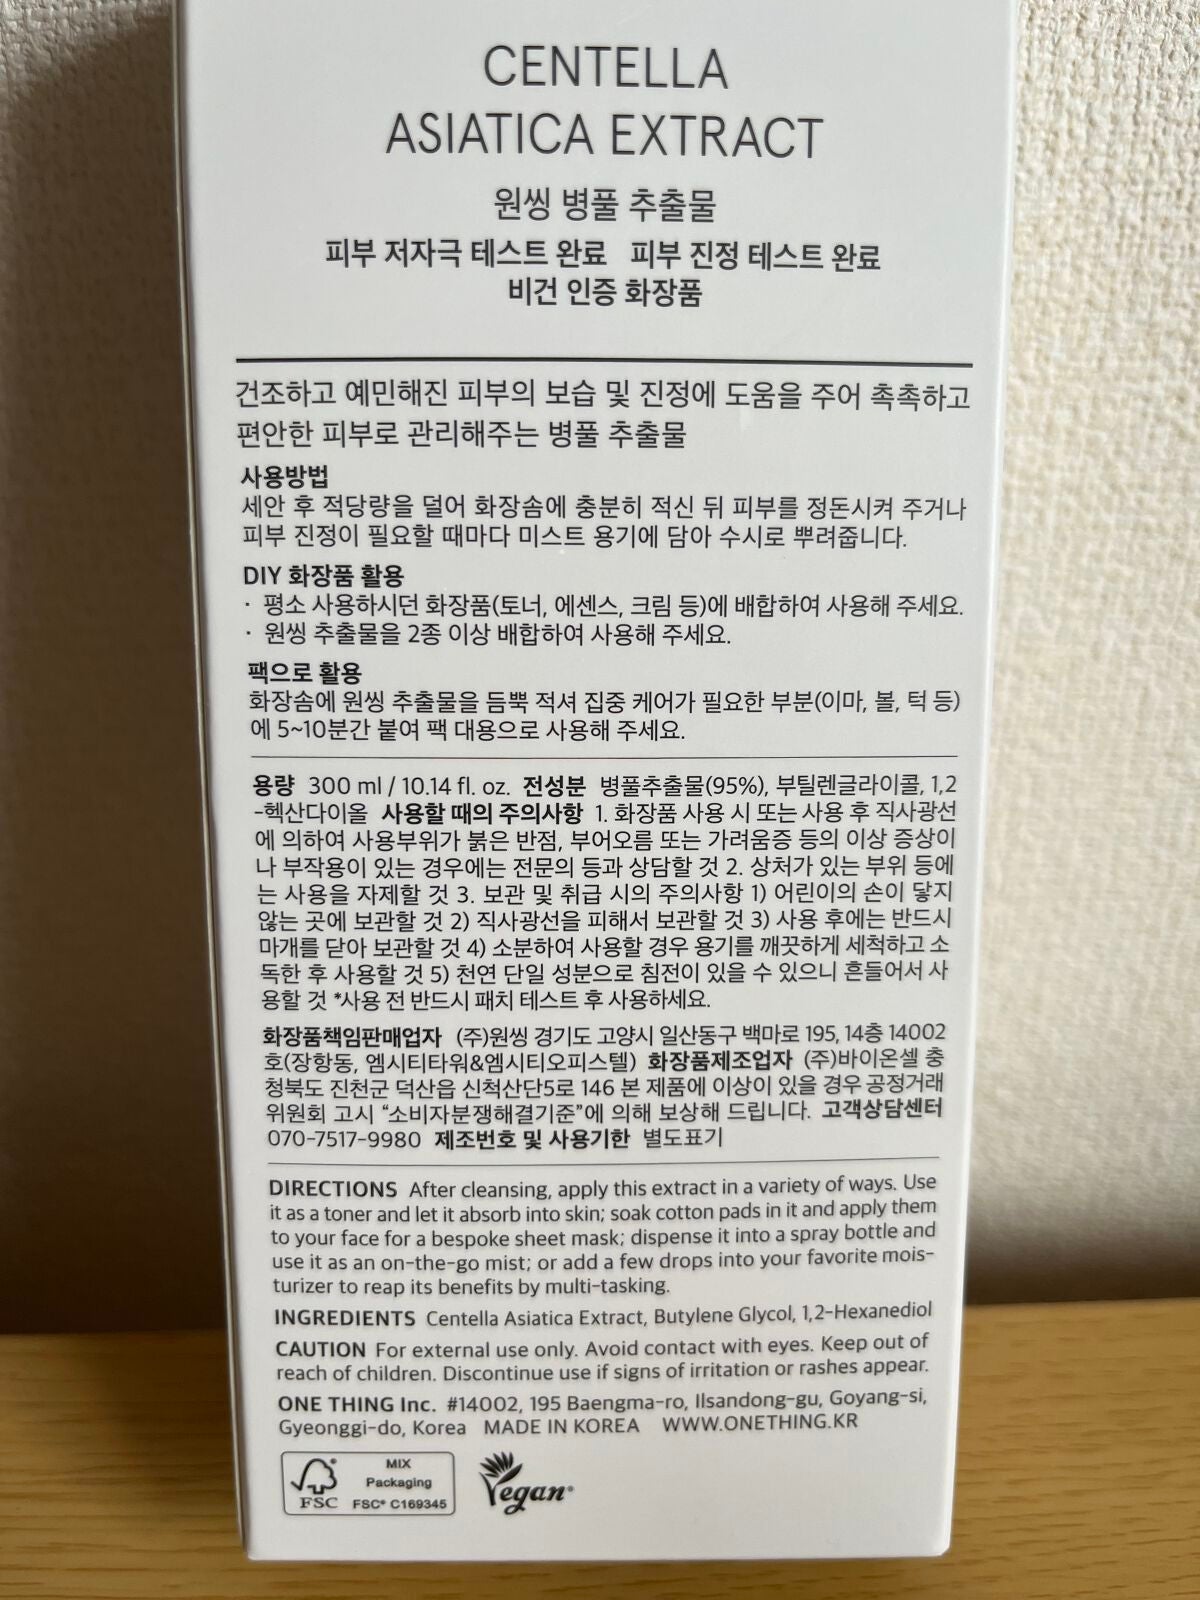 CENTELLA
ASIATICA EXTRACT
원씽 병풀 추출물
피부 저자극 테스트 완료 피부 진정 테스트 완료
비건 인증 화장품
건조하고 예민해진 피부의 보습 및 진정에 도움을 주어 촉촉하고
편안한 피부로 관리해주는 병풀 추출물
사용방법
세안 후 적당량을 덜어 화장솜에 충분히 적신 뒤 피부를 정돈시켜 주거나
피부 진정이 필요할 때마다 미스트 용기에 담아 수시로 뿌려줍니다.
DIY 화장품 활용
· 평소 사용하시던 화장품(토너, 에센스, 크림 등)에 배합하여 사용해 주세요.
· 원씽 추출물을 2종 이상 배합하여 사용해 주세요.
팩으로 활용
화장솜에 원씽 추출물을 듬뿍 적셔 집중 케어가 필요한 부분(이마, 볼, 턱 등)
에 5~10분간 붙여 팩 대용으로 사용해 주세요.
용량 300 ml / 10.14 fl. oz. 전성분 병풀추출물(95%), 부틸렌글라이콜, 1,2
-헥산다이올 사용할 때의 주의사항 1. 화장품 사용 시 또는 사용 후 직사광선
에 의하여 사용부위가 붉은 반점, 부어오름 또는 가려움증 등의 이상 증상이
나 부작용이 있는 경우에는 전문의 등과 상담할 것 2. 상처가 있는 부위 등에
는 사용을 자제할 것 3. 보관 및 취급 시의 주의사항 1) 어린이의 손이 닿지
않는 곳에 보관할 것 2) 직사광선을 피해서 보관할 것 3) 사용 후에는 반드시
마개를 닫아 보관할 것 4) 소분하여 사용할 경우 용기를 깨끗하게 세척하고 소
독한 후 사용할 것 5) 천연 단일 성분으로 침전이 있을 수 있으니 흔들어서 사
용할 것 *사용 전 반드시 패치 테스트 후 사용하세요.
화장품책임판매업자 (주)원씽 경기도 고양시 일산동구 백마로 195, 14층 14002
호(장항동, 엠시티타워&엠시티오피스텔) 화장품제조업자 (주)바이온셀 충
청북도 진천군 덕산읍 신척산단5로 146 본 제품에 이상이 있을 경우 공정거래
위원회 고시 “소비자분쟁해결기준”에 의해 보상해 드립니다. 고객상담센터
070-7517-9980 제조번호 및 사용기한 별도표기
DIRECTIONS After cleansing, apply this extract in a variety of ways. Use
it as a toner and let it absorb into skin; soak cotton pads in it and apply them
to your face for a bespoke sheet mask; dispense it into a spray bottle and
use it as an on-the-go mist; or add a few drops into your favorite mois-
turizer to reap its benefits by multi-tasking.
INGREDIENTS Centella Asiatica Extract, Butylene Glycol, 1,2-Hexanediol
CAUTION For external use only. Avoid contact with eyes. Keep out of
reach of children. Discontinue use if signs of irritation or rashes appear.
ONE THING Inc. #14002, 195 Baengma-ro, Ilsandong-gu, Goyang-si,
Gyeonggi-do, Korea MADE IN KOREA WWW.ONETHING.KR
MIX
Packaging
FSC FSC® C169345
Vegan